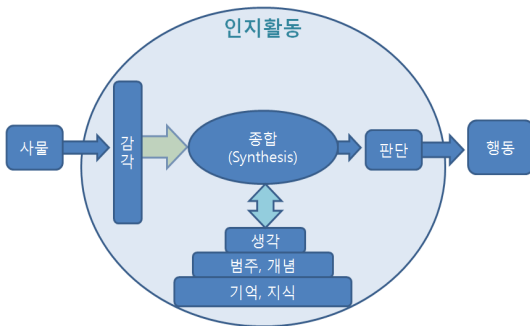 인지활동
사물
감
각
종합
(Synthesis)
판단
행동
생각
범주, 개념
기억, 지식